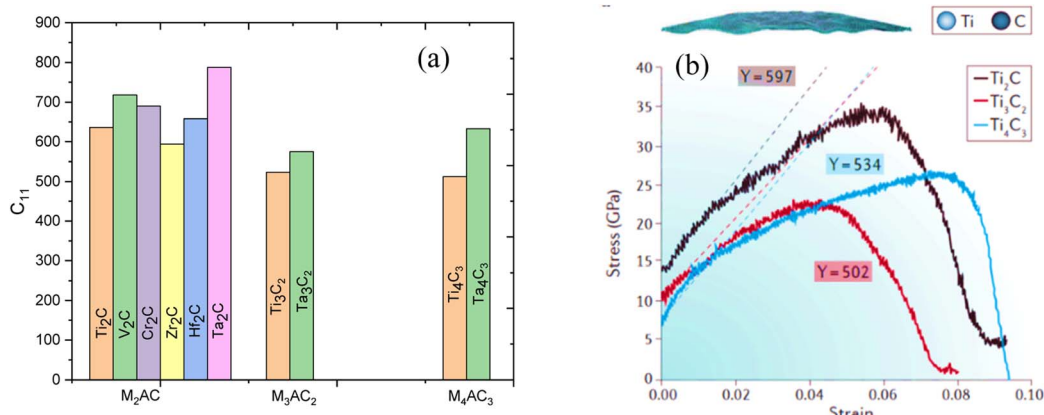 900
800
700
600
500
400
300
200
100
0
C11
(a)
Ti2C
V2C
Cr2C
Zr2C
Hf2C
Ta2C
Ti3C2
Ta3C2
Ti4C3
Ta4C3
M2AC
M3AC2
M4AC3
Ti C
(b)
40
35
30
25
20
15
10
5
0
Stress (GPa)
Y = 597
Y = 534
Y = 502
Ti2C
Ti3C2
Ti4C3
0.00 0.02 0.04 0.06 0.08 0.10
Strain